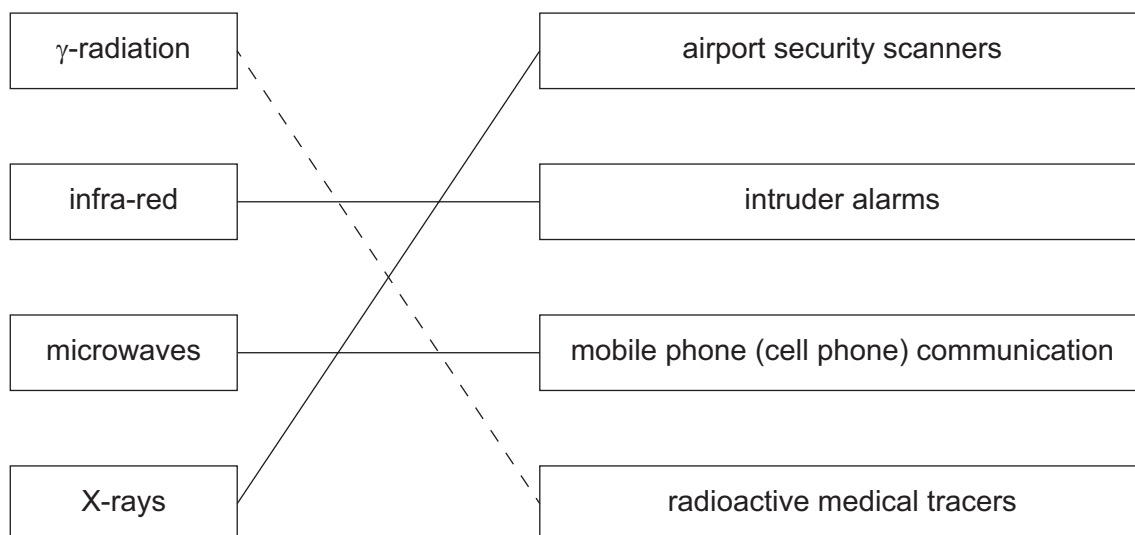 γ-radiation
airport security scanners
infra-red
intruder alarms
microwaves
mobile phone (cell phone) communication
X-rays
radioactive medical tracers